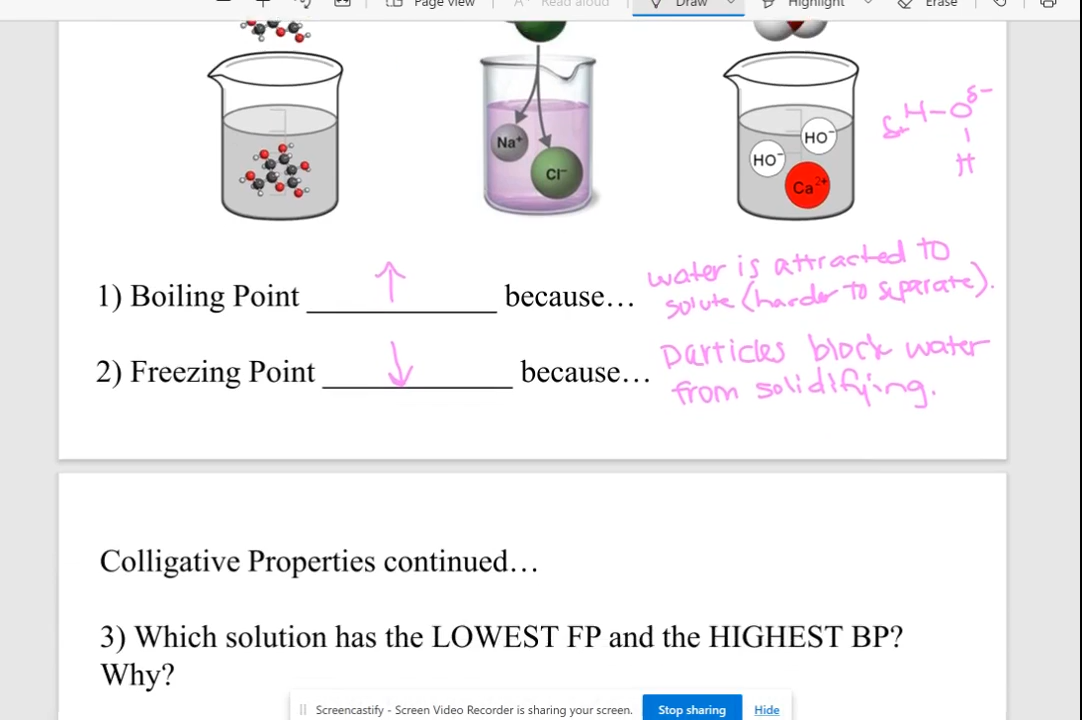 Page view
Read aloud
Draw
Highlight
Erase
Na+
Cl−
HO−
HO−
Ca2+
δ+ H–O δ−
H
1) Boiling Point ↑ because… water is attracted to
solute (harder to separate).
2) Freezing Point ↓ because… Particles block water
from solidifying.
Colligative Properties continued…
3) Which solution has the LOWEST FP and the HIGHEST BP?
Why?
Screencastify - Screen Video Recorder is sharing your screen.
Stop sharing
Hide